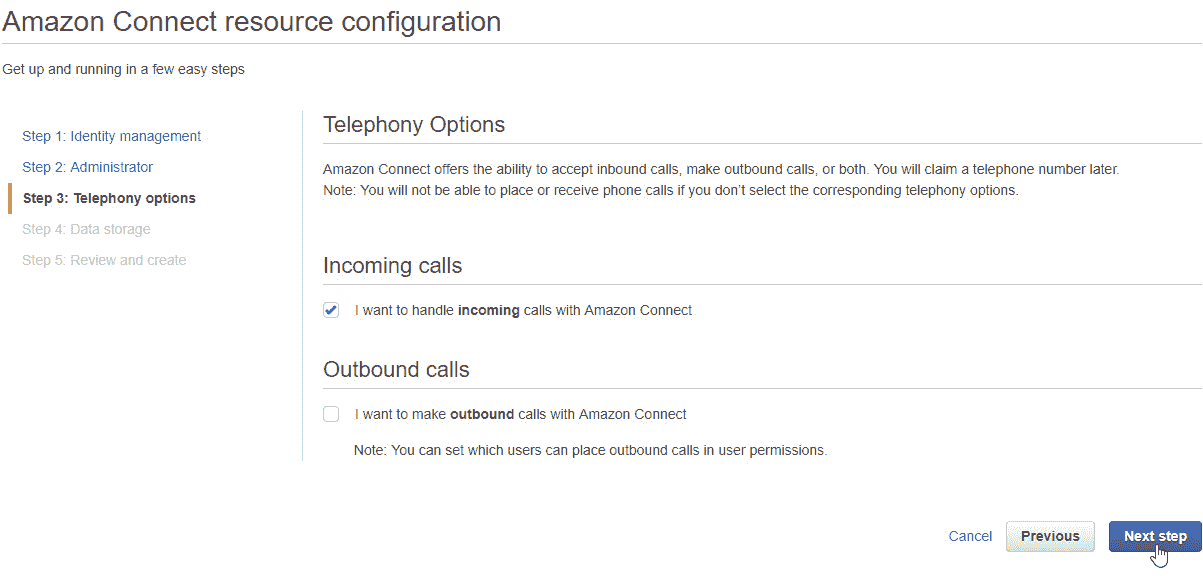 Amazon Connect resource configuration
Get up and running in a few easy steps
Step 1: Identity management
Step 2: Administrator
Step 3: Telephony options
Step 4: Data storage
Step 5: Review and create
Telephony Options
Amazon Connect offers the ability to accept inbound calls, make outbound calls, or both. You will claim a telephone number later.
Note: You will not be able to place or receive phone calls if you don’t select the corresponding telephony options.
Incoming calls
I want to handle incoming calls with Amazon Connect
Outbound calls
I want to make outbound calls with Amazon Connect
Note: You can set which users can place outbound calls in user permissions.
Cancel
Previous
Next step